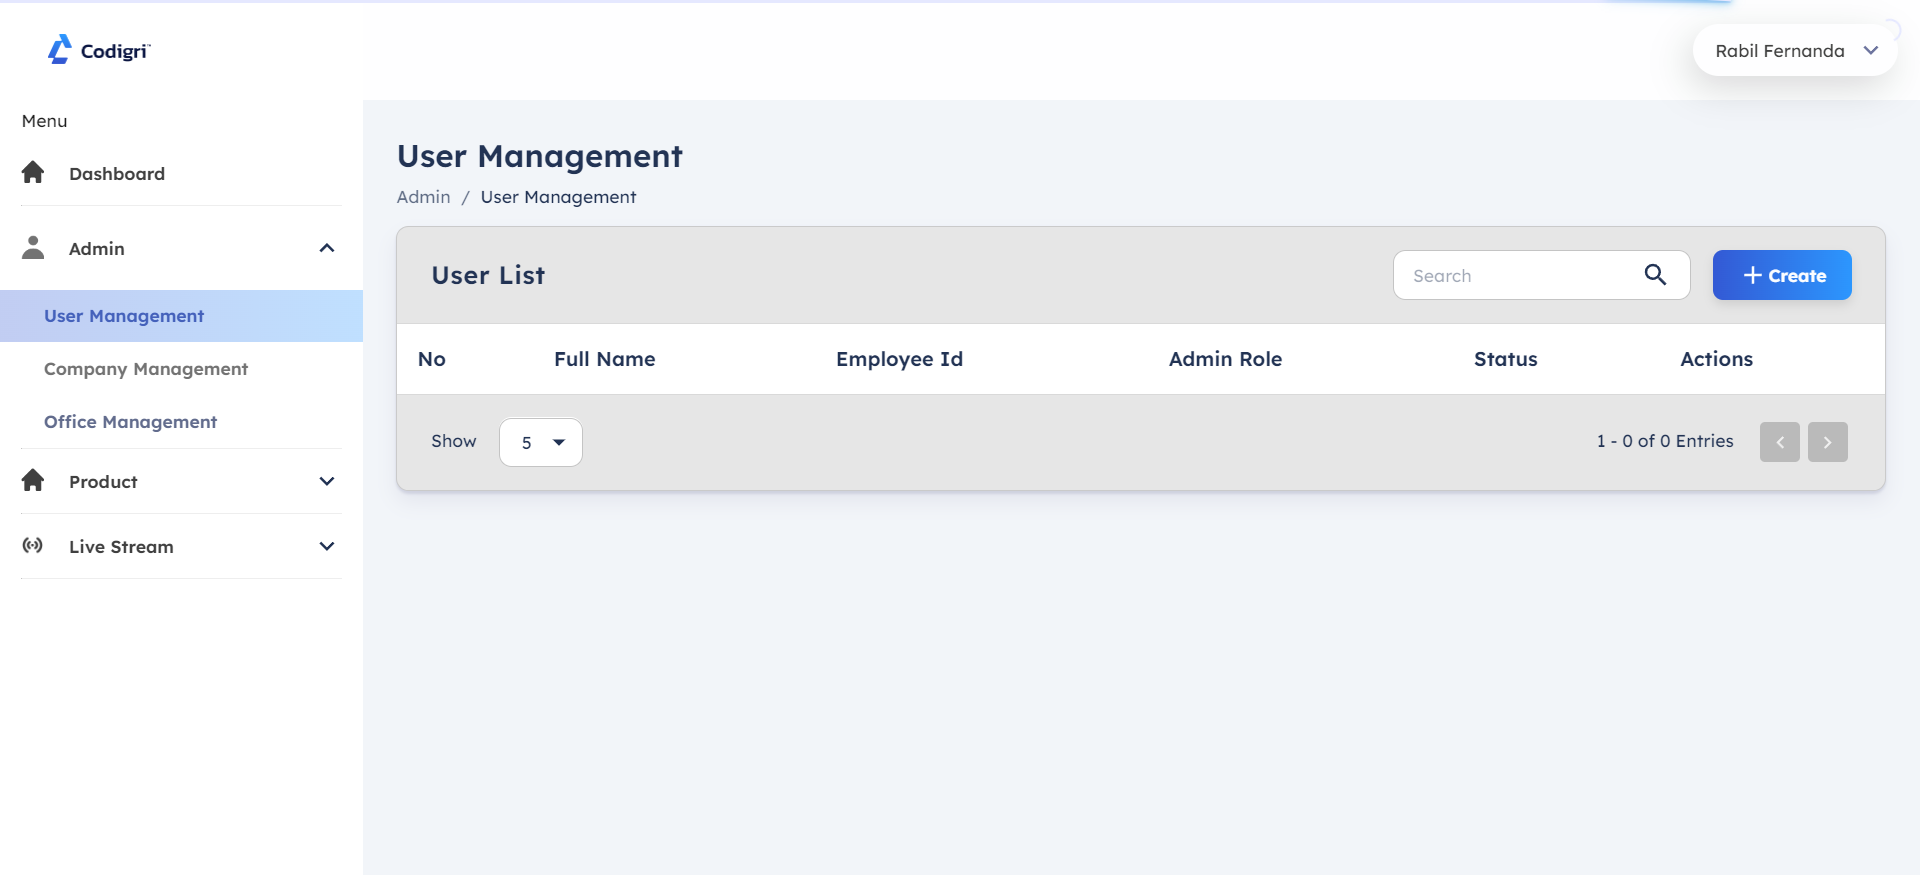 Codigri™
Rabil Fernanda
Menu
Dashboard
Admin
User Management
Company Management
Office Management
Product
Live Stream
User Management
Admin / User Management
User List
Search
Create
No Full Name Employee Id Admin Role Status Actions
Show 5
1 - 0 of 0 Entries